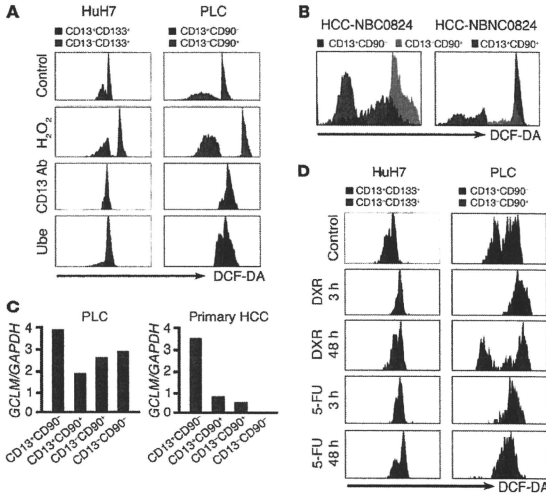 A
HuH7
PLC
CD13⁺CD133⁺
CD13⁻CD133⁺
CD13⁺CD90⁻
CD13⁻CD90⁺
Control
H₂O₂
CD13 Ab
Ube
DCF-DA
B
HCC-NBC0824
HCC-NBNC0824
CD13⁺CD90⁻
CD13⁻CD90⁺
CD13⁺CD90⁺
DCF-DA
C
PLC
Primary HCC
GCLM/GAPDH
4
3
2
1
0
CD13⁺CD90⁻
CD13⁺CD90⁺
CD13⁻CD90⁺
CD13⁻CD90⁻
GCLM/GAPDH
4
3
2
1
0
CD13⁺CD90⁻
CD13⁺CD90⁺
CD13⁻CD90⁺
CD13⁻CD90⁻
D
HuH7
PLC
CD13⁺CD133⁺
CD13⁻CD133⁺
CD13⁺CD90⁻
CD13⁻CD90⁺
Control
DXR 3 h
DXR 48 h
5-FU 3 h
5-FU 48 h
DCF-DA